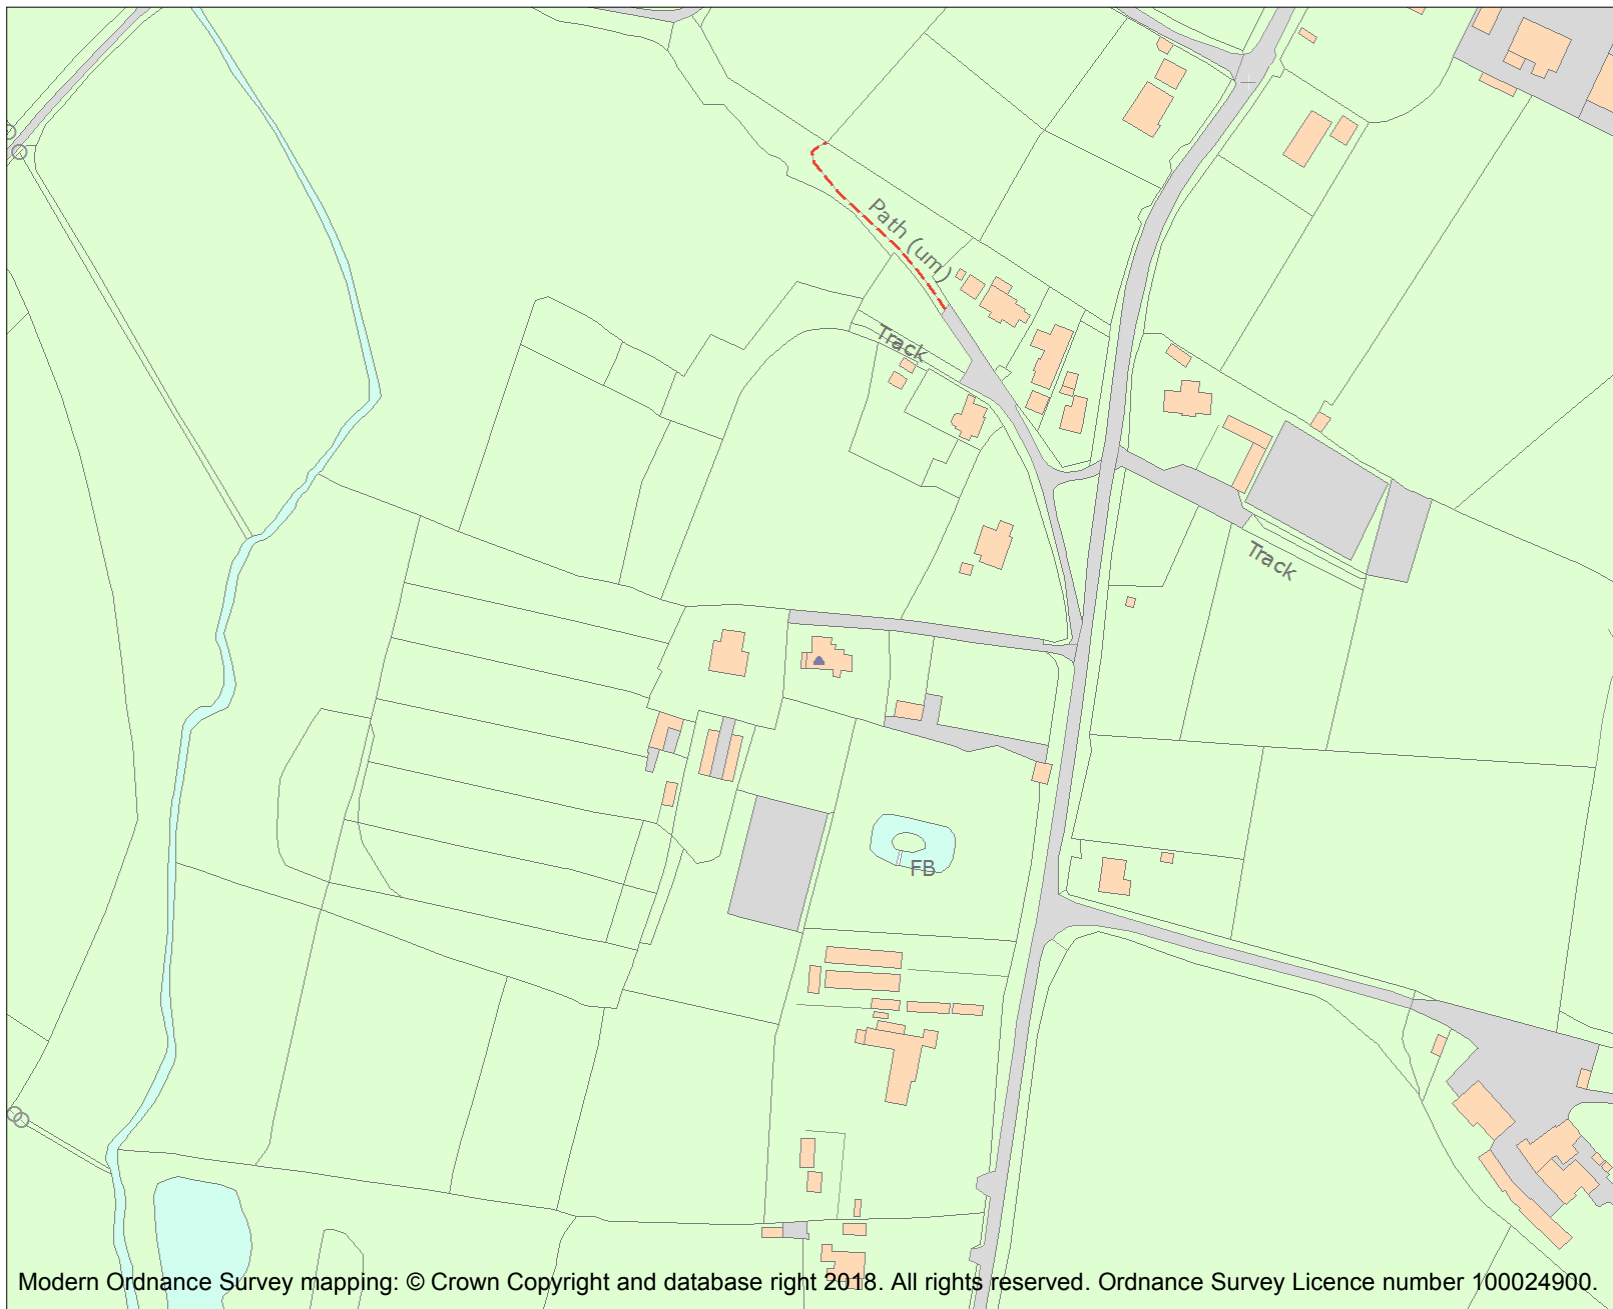 Path (um)
Track
Track
FB
Modern Ordnance Survey mapping: © Crown Copyright and database right 2018. All rights reserved. Ordnance Survey Licence number 100024900.